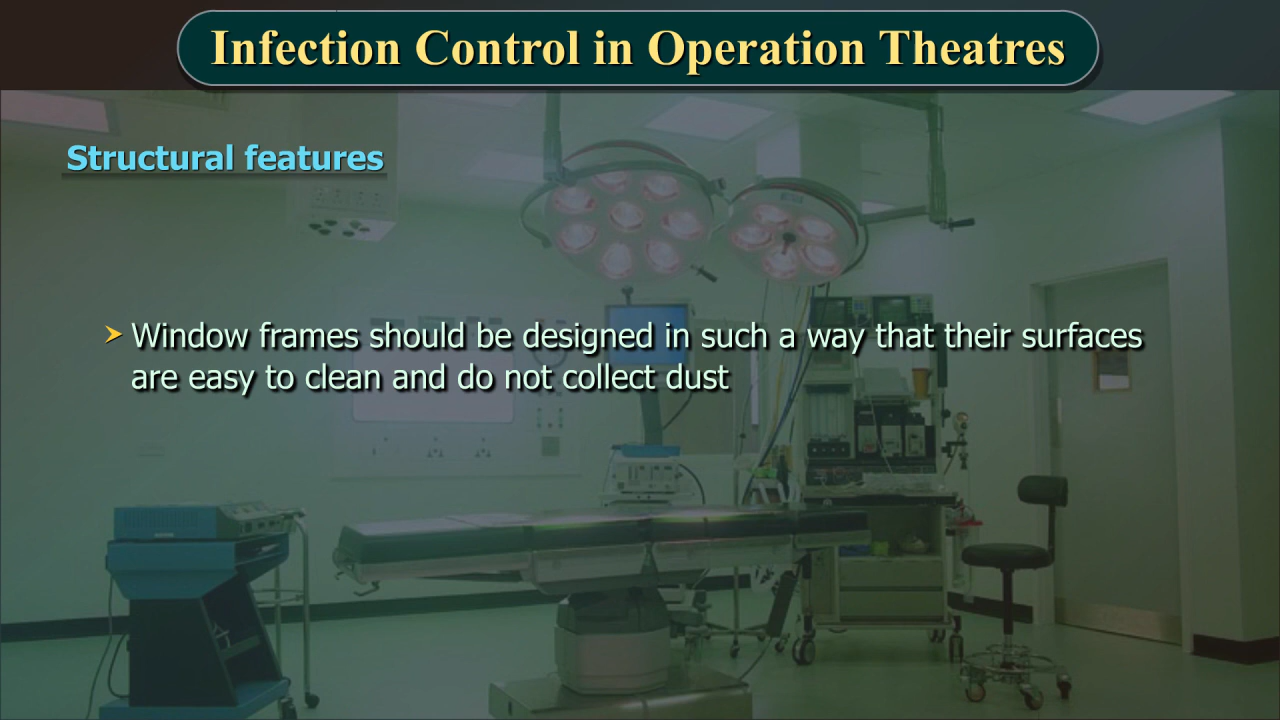 Infection Control in Operation Theatres
Structural features
Window frames should be designed in such a way that their surfaces
are easy to clean and do not collect dust